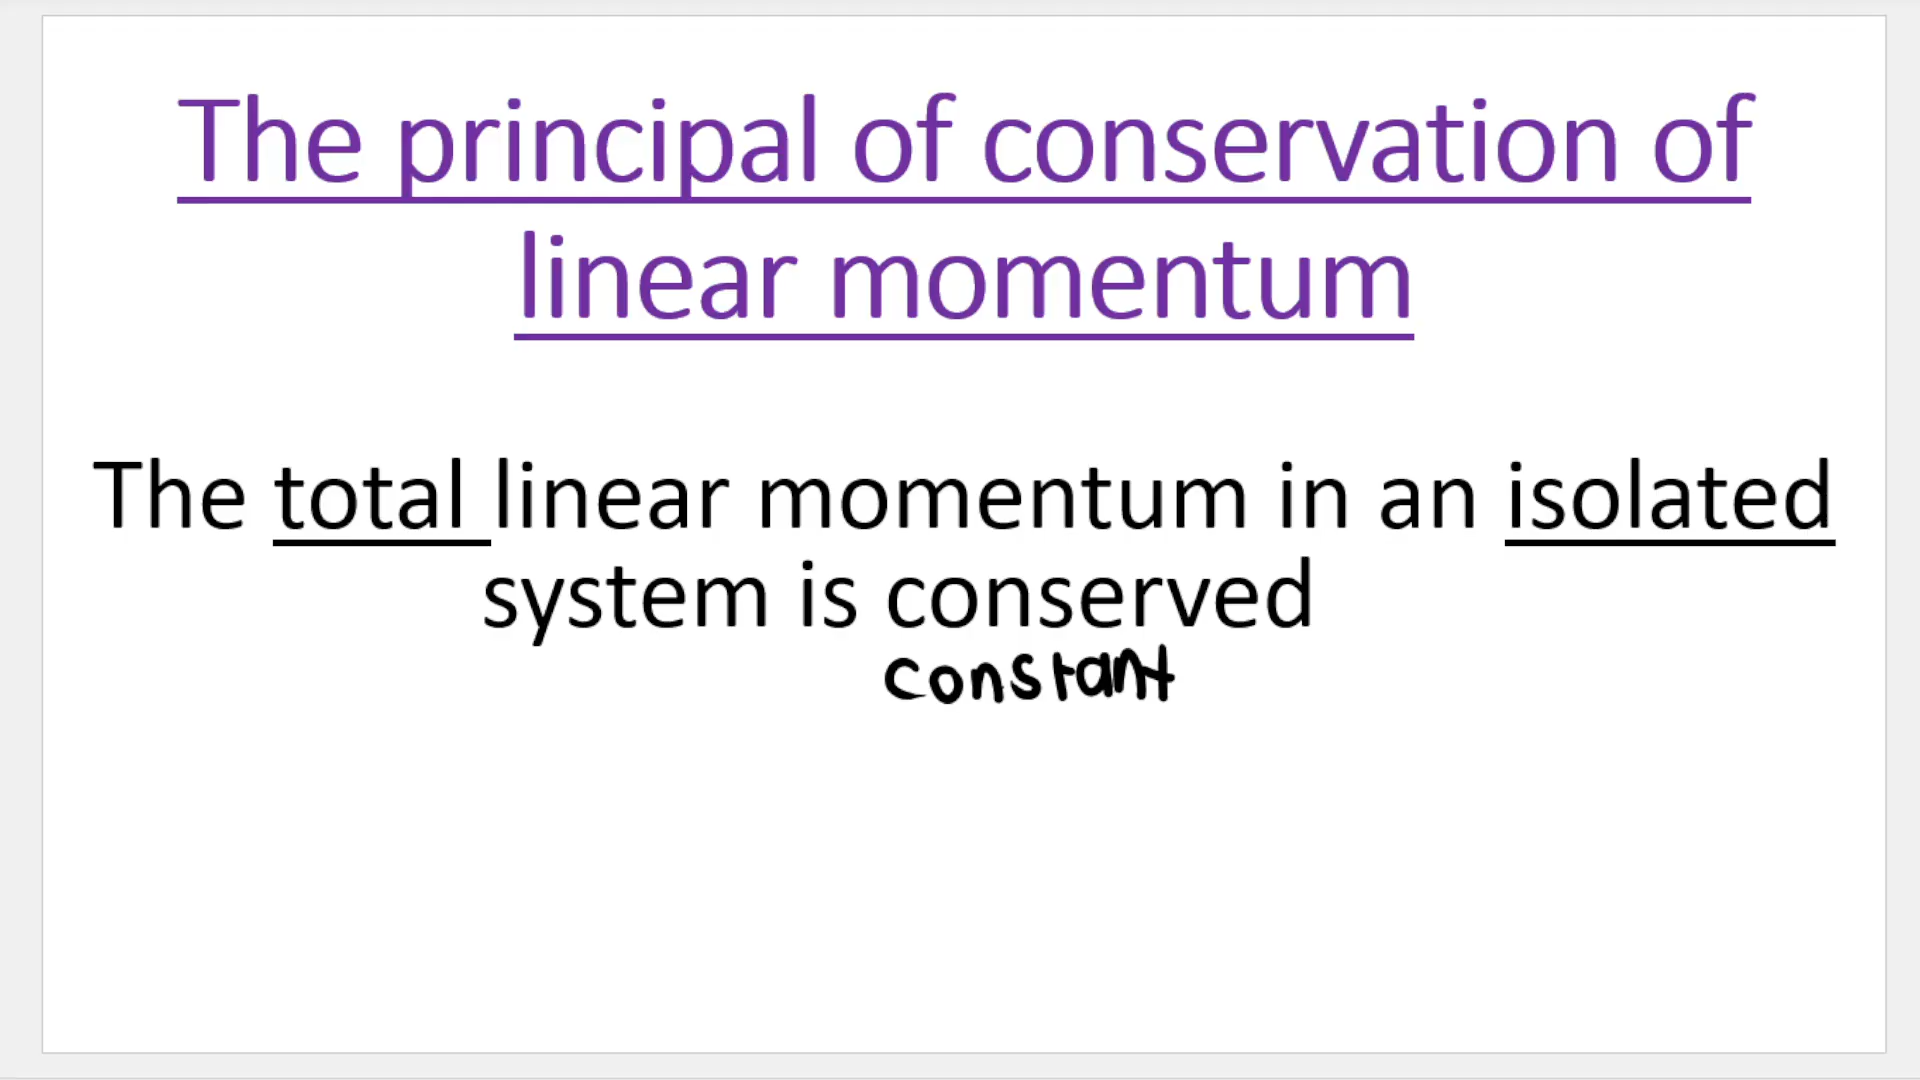 The principal of conservation of
linear momentum
The total linear momentum in an isolated
system is conserved
constant